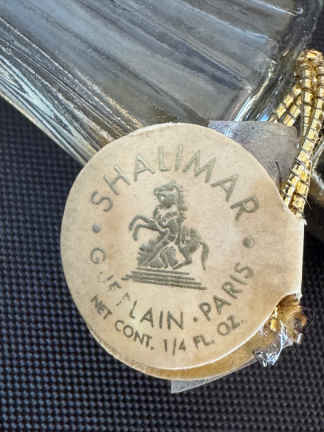 SHALIMAR
GUERLAIN • PARIS
NET CONT. 1/4 FL. OZ.